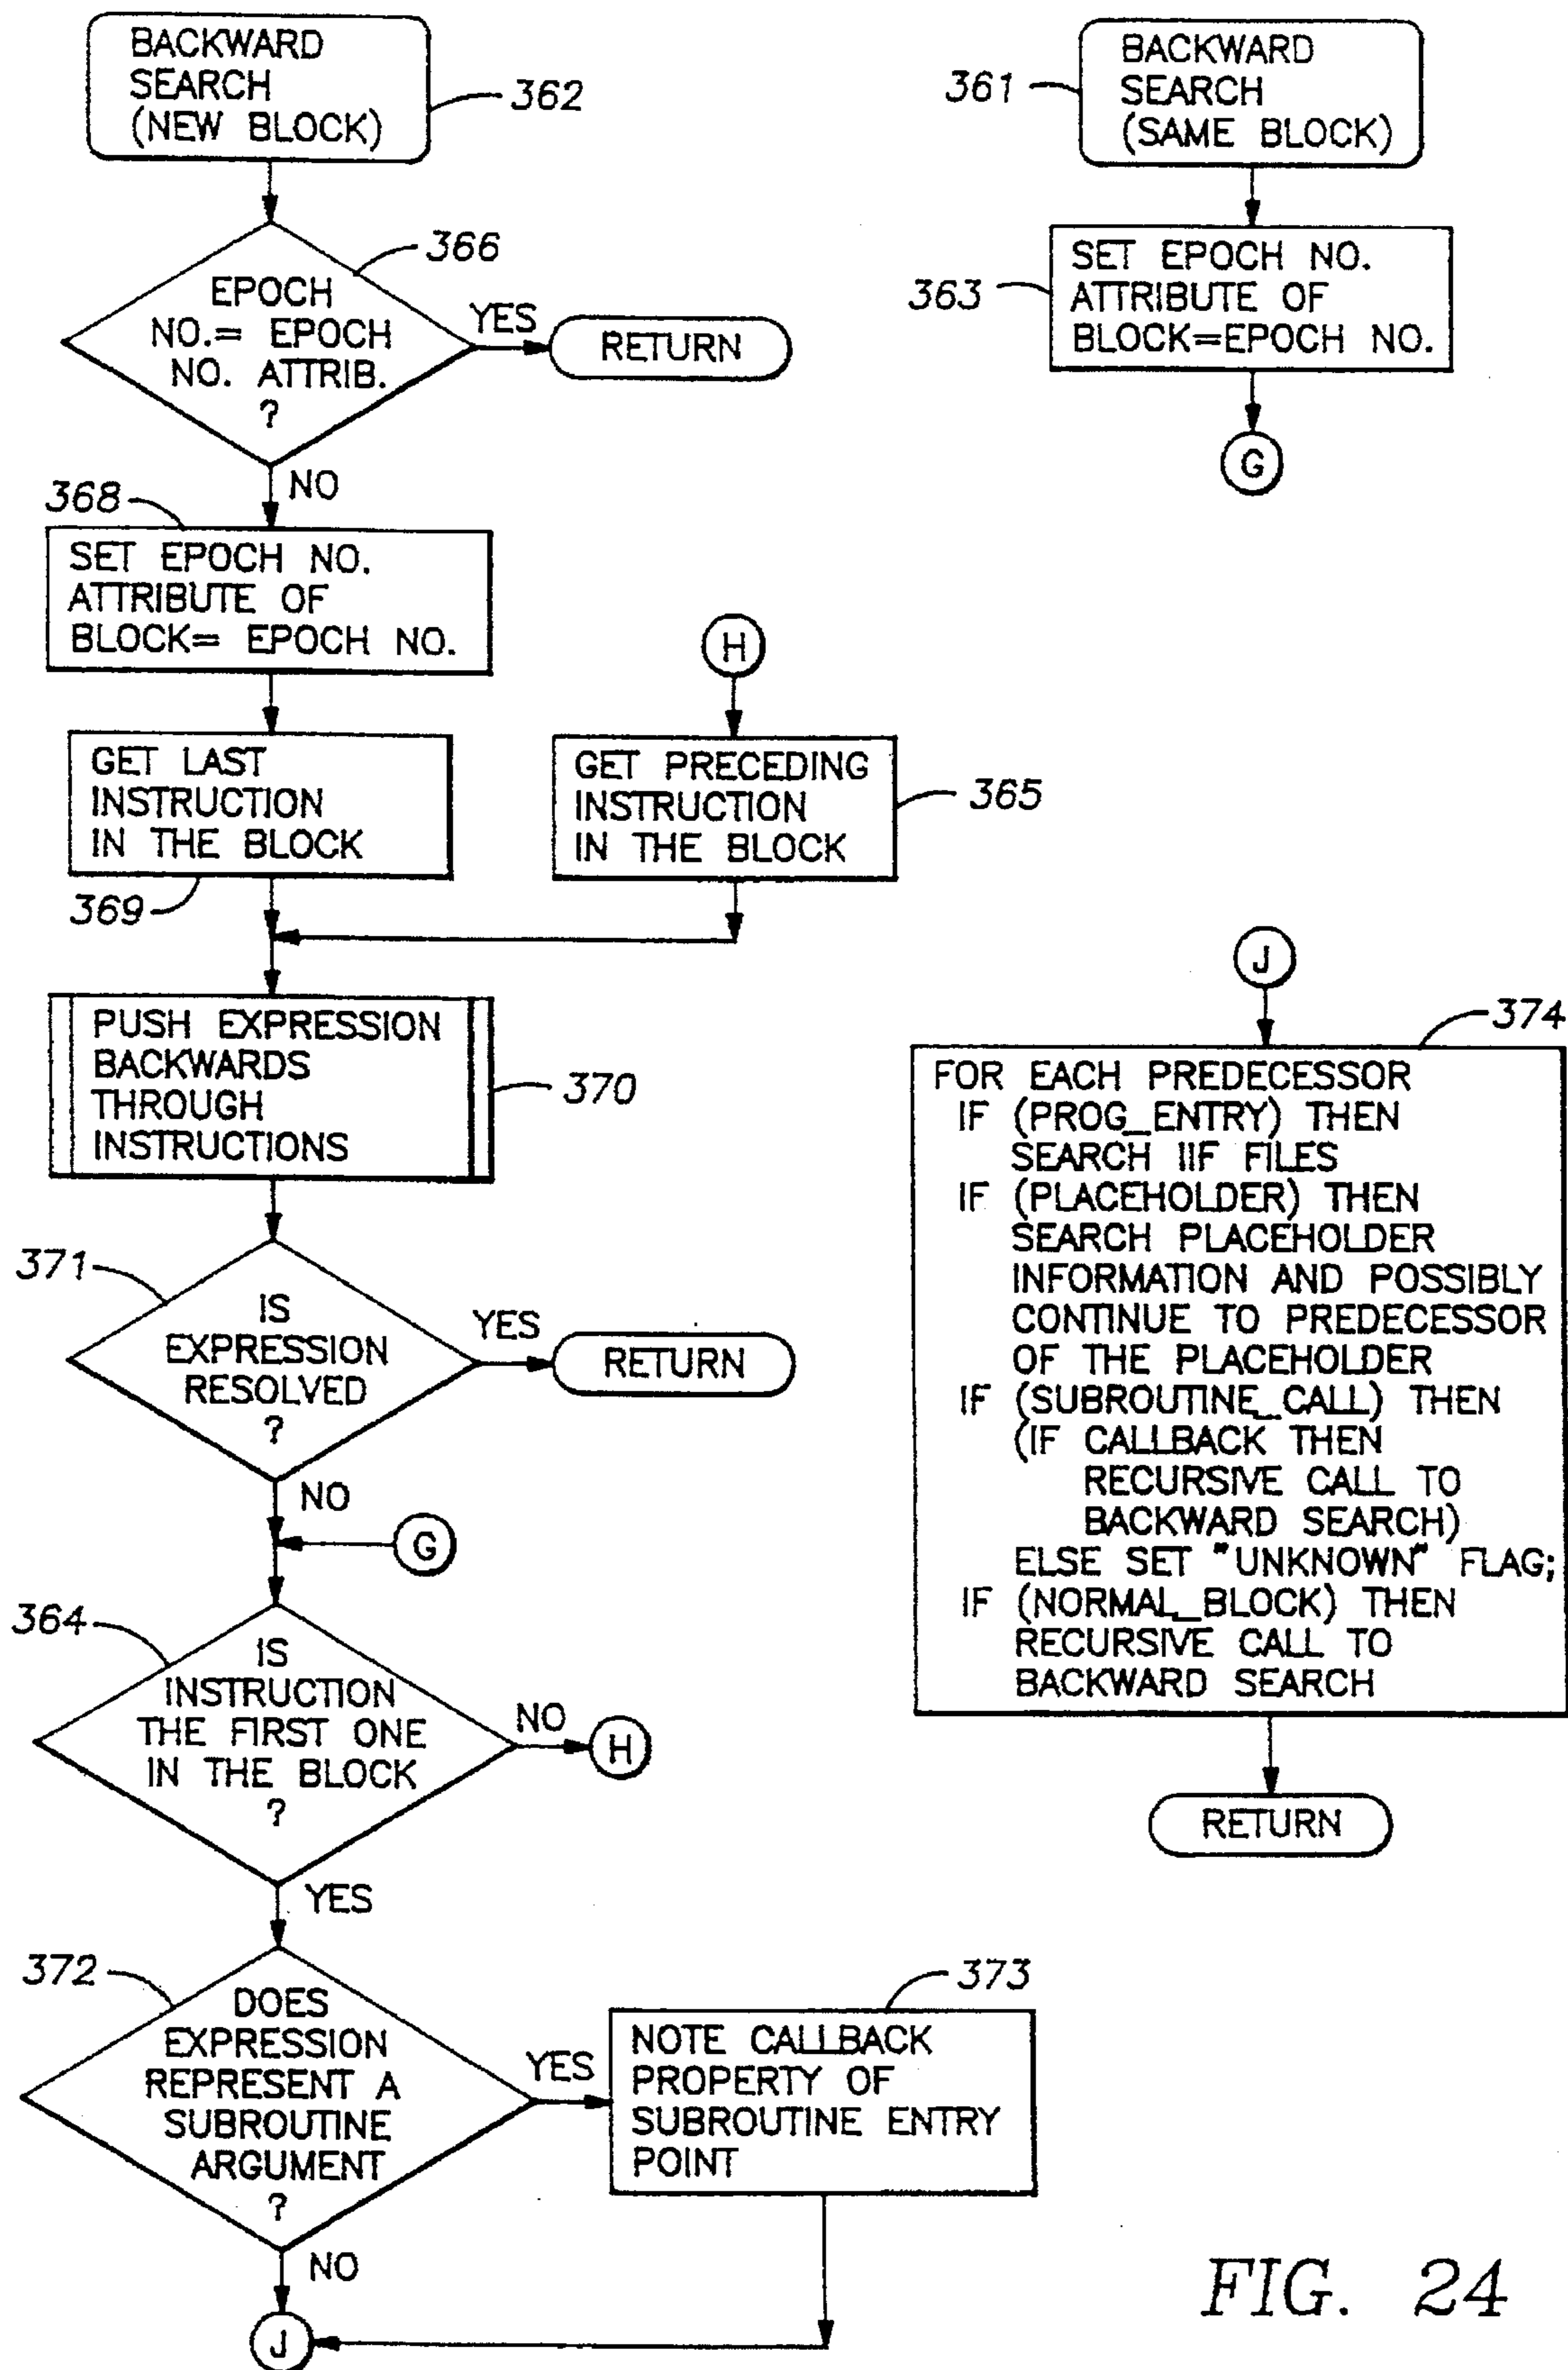 BACKWARD
SEARCH
(NEW BLOCK)
362
EPOCH
NO.= EPOCH
NO. ATTRIB.
?
366
YES
RETURN
NO
368
SET EPOCH NO.
ATTRIBUTE OF
BLOCK= EPOCH NO.
GET LAST
INSTRUCTION
IN THE BLOCK
369
H
GET PRECEDING
INSTRUCTION
IN THE BLOCK
365
PUSH EXPRESSION
BACKWARDS
THROUGH
INSTRUCTIONS
370
371
IS
EXPRESSION
RESOLVED
?
YES
RETURN
NO
G
364
IS
INSTRUCTION
THE FIRST ONE
IN THE BLOCK
?
NO
H
YES
372
DOES
EXPRESSION
REPRESENT A
SUBROUTINE
ARGUMENT
?
YES
373
NOTE CALLBACK
PROPERTY OF
SUBROUTINE ENTRY
POINT
NO
J
361
BACKWARD
SEARCH
(SAME BLOCK)
363
SET EPOCH NO.
ATTRIBUTE OF
BLOCK=EPOCH NO.
G
J
374
FOR EACH PREDECESSOR
IF (PROG_ENTRY) THEN
SEARCH IIF FILES
IF (PLACEHOLDER) THEN
SEARCH PLACEHOLDER
INFORMATION AND POSSIBLY
CONTINUE TO PREDECESSOR
OF THE PLACEHOLDER
IF (SUBROUTINE_CALL) THEN
(IF CALLBACK THEN
RECURSIVE CALL TO
BACKWARD SEARCH)
ELSE SET "UNKNOWN" FLAG;
IF (NORMAL_BLOCK) THEN
RECURSIVE CALL TO
BACKWARD SEARCH
RETURN
FIG. 24